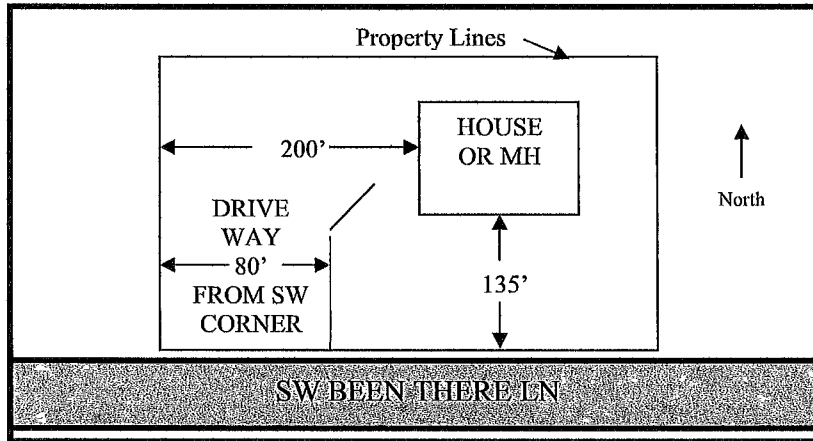 Property Lines
HOUSE
OR MH
200’
North
DRIVE
WAY
80’
FROM SW
CORNER
135’
SW BEEN THERE LN